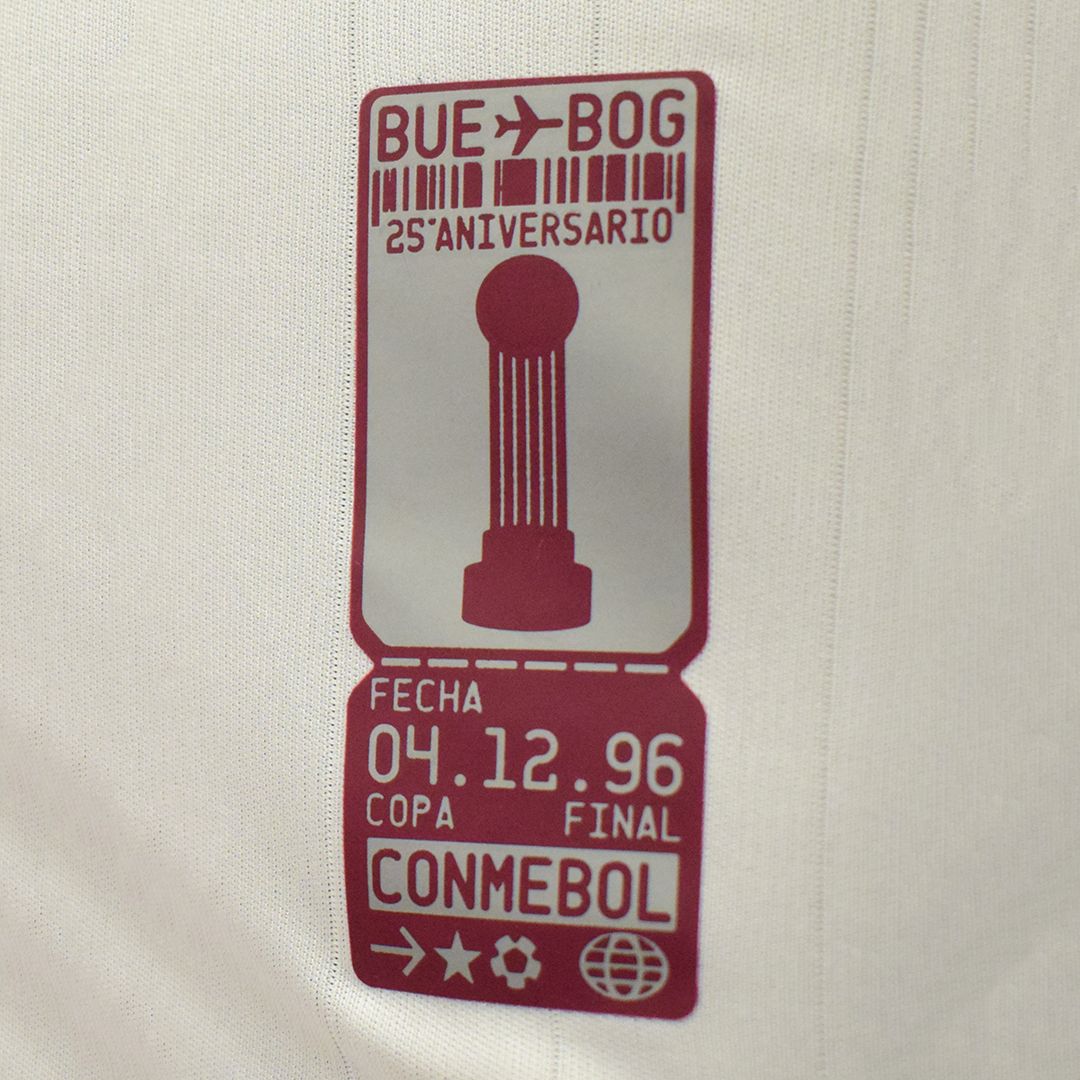 BUE BOG
25°ANIVERSARIO
FECHA
04.12.96
COPA FINAL
CONMEBOL